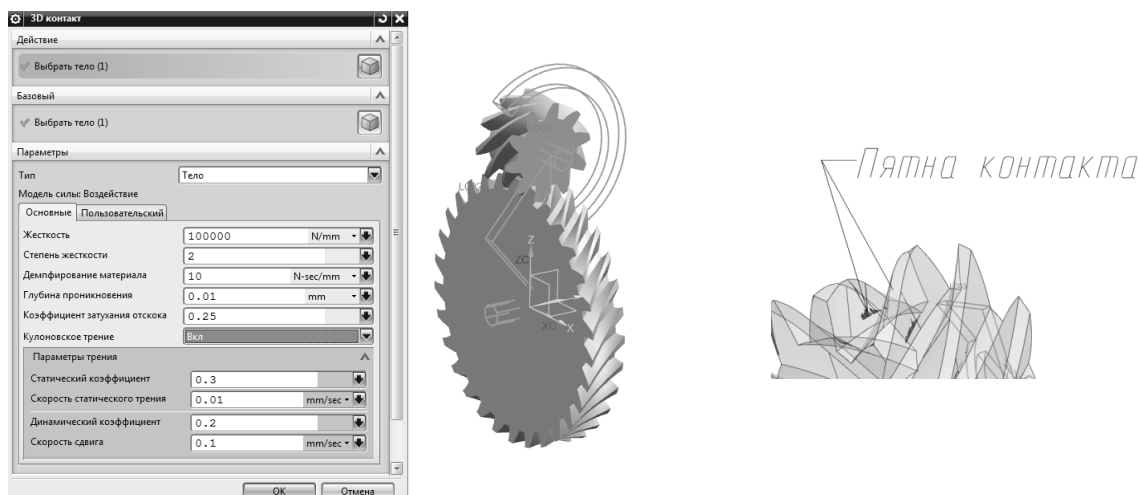 3D контакт
Действие
Выбрать тело (1)
Базовый
Выбрать тело (1)
Параметры
Тип Тело
Модель силы: Воздействие
Основные Пользовательский
Жесткость 100000 N/mm
Степень жесткости 2
Демпфирование материала 10 N-sec/mm
Глубина проникновения 0.01 mm
Коэффициент затухания отскока 0.25
Кулоновское трение Вкл
Параметры трения
Статический коэффициент 0.3
Скорость статического трения 0.01 mm/sec
Динамический коэффициент 0.2
Скорость сдвига 0.1 mm/sec
OK Отмена
Z
ZC
XC X
Пятна контакта